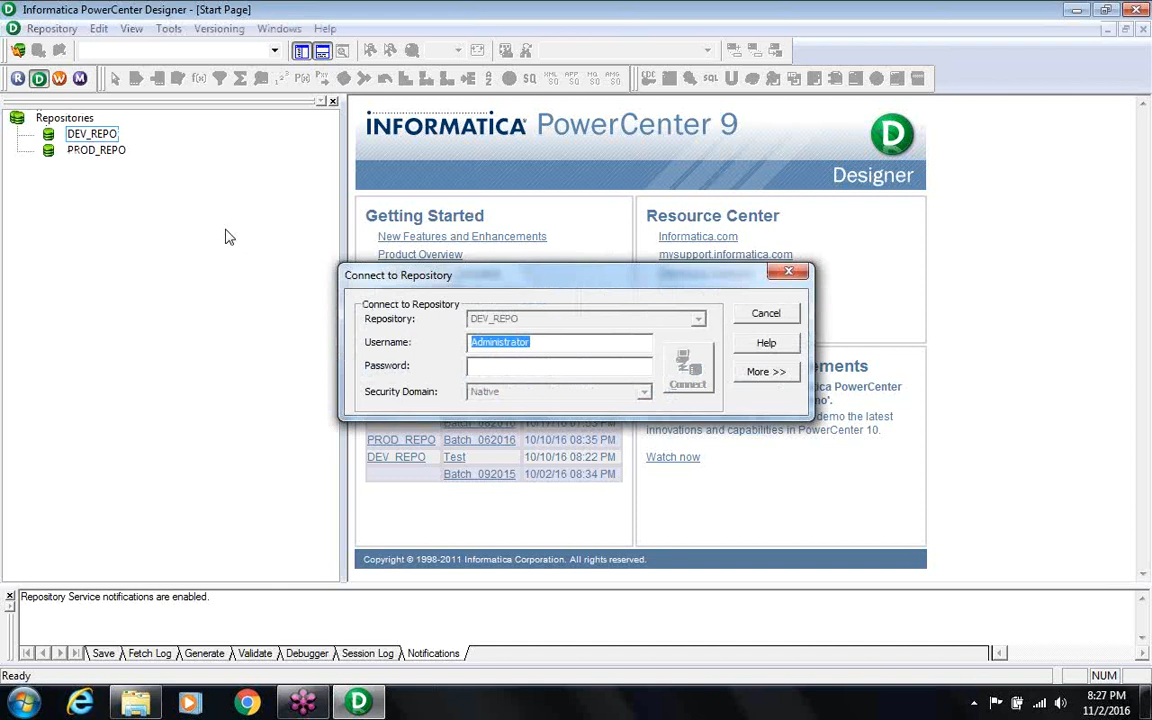 Informatica PowerCenter Designer - [Start Page]
Repository Edit View Tools Versioning Windows Help
R D W M
f(x) P(x) SQ SQL
Repositories
DEV_REPO
PROD_REPO
INFORMATICA PowerCenter 9
D
Designer
Getting Started
New Features and Enhancements
Product Overview
Resource Center
Informatica.com
mysupport.informatica.com
Connect to Repository
Connect to Repository
Repository: DEV_REPO
Username: Administrator
Password:
Security Domain: Native
Connect
Cancel
Help
More >>
PROD_REPO Batch_062016 10/10/16 08:35 PM
DEV_REPO Test 10/10/16 08:22 PM
Batch_092015 10/02/16 08:34 PM
demo the latest
innovations and capabilities in PowerCenter 10.
Watch now
Copyright © 1998-2011 Informatica Corporation. All rights reserved.
Repository Service notifications are enabled.
Save Fetch Log Generate Validate Debugger Session Log Notifications
Ready
NUM
8:27 PM
11/2/2016